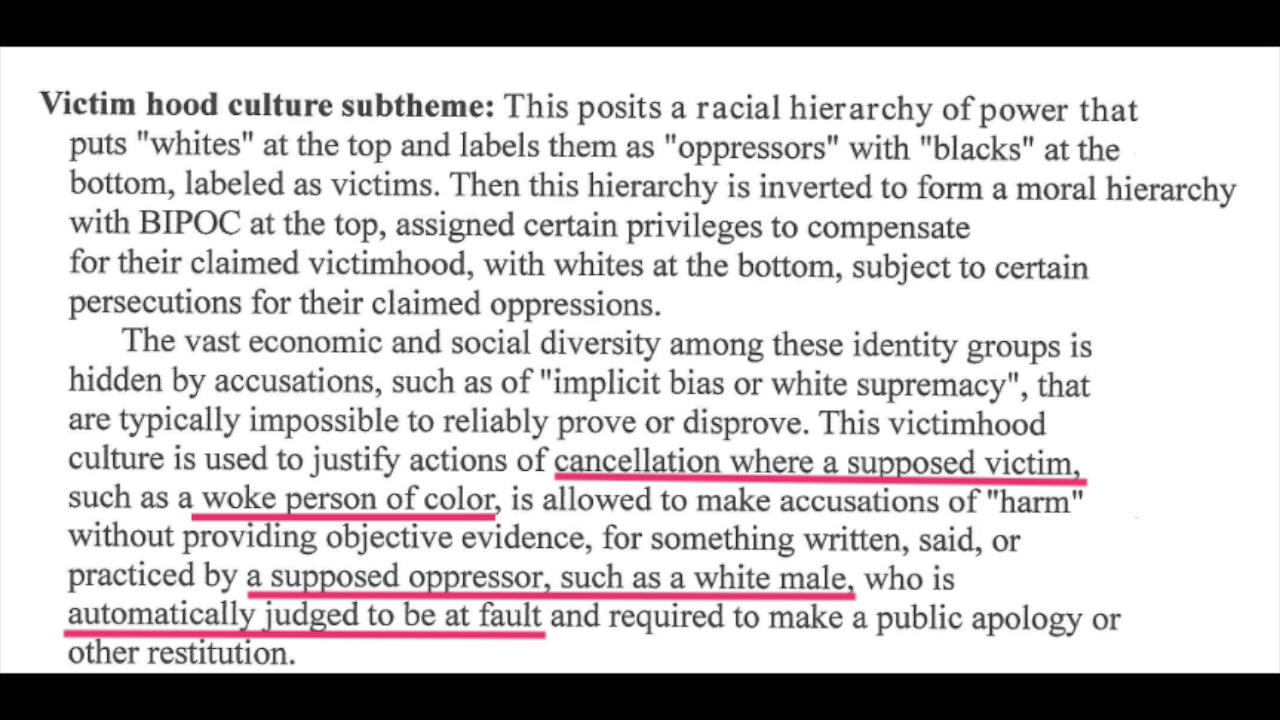 Victim hood culture subtheme: This posits a racial hierarchy of power that
puts "whites" at the top and labels them as "oppressors" with "blacks" at the
bottom, labeled as victims. Then this hierarchy is inverted to form a moral hierarchy
with BIPOC at the top, assigned certain privileges to compensate
for their claimed victimhood, with whites at the bottom, subject to certain
persecutions for their claimed oppressions.
The vast economic and social diversity among these identity groups is
hidden by accusations, such as of "implicit bias or white supremacy", that
are typically impossible to reliably prove or disprove. This victimhood
culture is used to justify actions of cancellation where a supposed victim,
such as a woke person of color, is allowed to make accusations of "harm"
without providing objective evidence, for something written, said, or
practiced by a supposed oppressor, such as a white male, who is
automatically judged to be at fault and required to make a public apology or
other restitution.